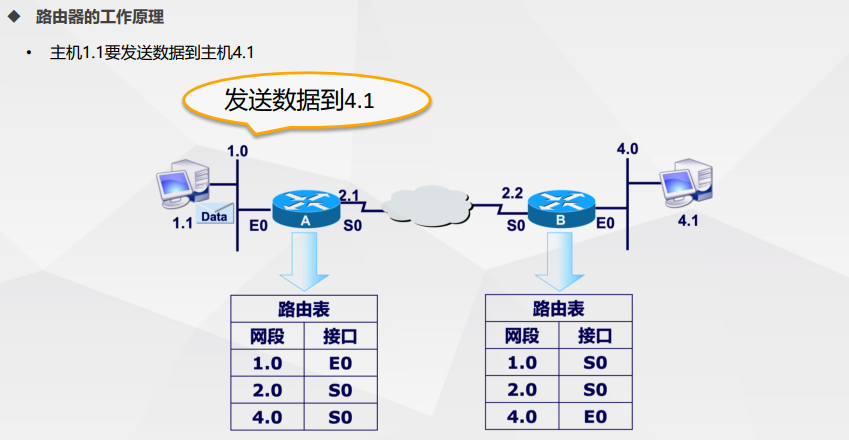 路由器的工作原理
主机1.1要发送数据到主机4.1
发送数据到4.1
1.0
4.0
2.1
2.2
1.1
Data
E0
A
S0
S0
B
E0
4.1
路由表
网段 接口
1.0 E0
2.0 S0
4.0 S0
路由表
网段 接口
1.0 S0
2.0 S0
4.0 E0